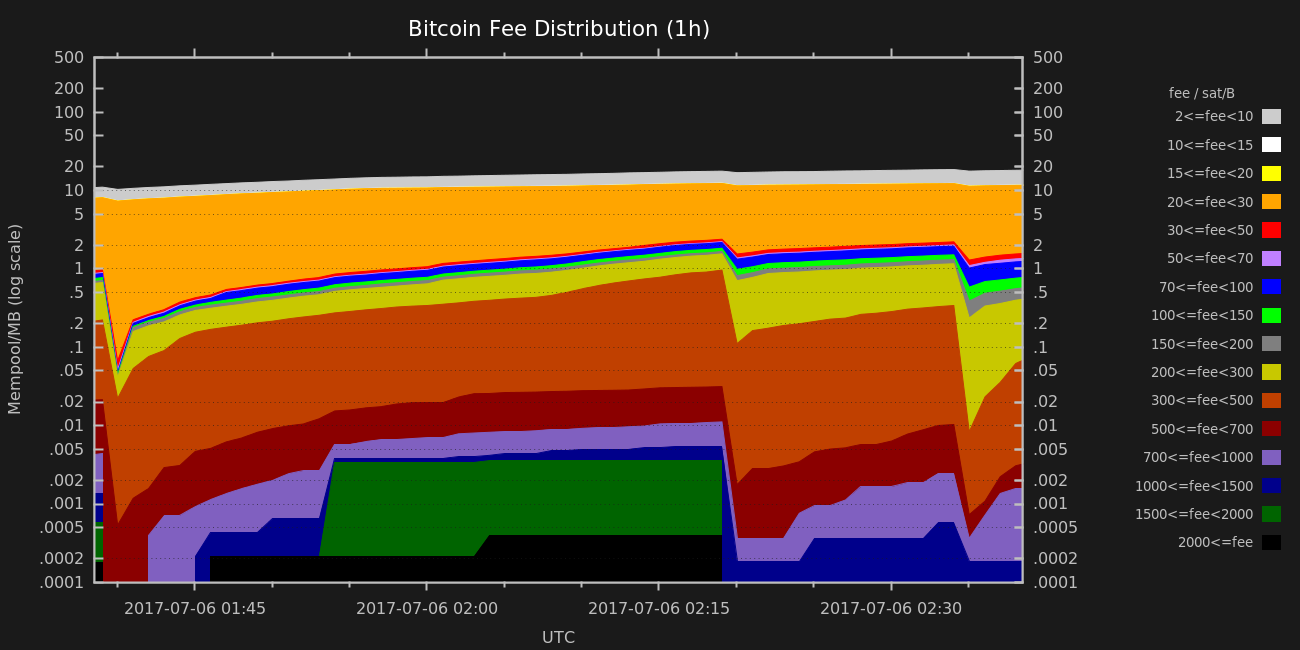 Bitcoin Fee Distribution (1h)
500
200
100
50
20
10
5
2
1
.5
.2
.1
.05
.02
.01
.005
.002
.001
.0005
.0002
.0001
Mempool/MB (log scale)
500
200
100
50
20
10
5
2
1
.5
.2
.1
.05
.02
.01
.005
.002
.001
.0005
.0002
.0001
2017-07-06 01:45 2017-07-06 02:00 2017-07-06 02:15 2017-07-06 02:30
UTC
fee / sat/B
2<=fee<10
10<=fee<15
15<=fee<20
20<=fee<30
30<=fee<50
50<=fee<70
70<=fee<100
100<=fee<150
150<=fee<200
200<=fee<300
300<=fee<500
500<=fee<700
700<=fee<1000
1000<=fee<1500
1500<=fee<2000
2000<=fee